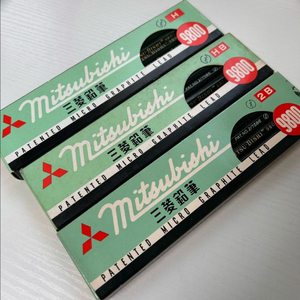 H
9800
Mitsubishi
三菱鉛筆
PATENTED MICRO GRAPHITE LEAD
HB
9800
Mitsubishi
三菱鉛筆
PATENTED MICRO GRAPHITE LEAD
2B
9800
Mitsubishi
三菱鉛筆
PATENTED MICRO GRAPHITE LEAD